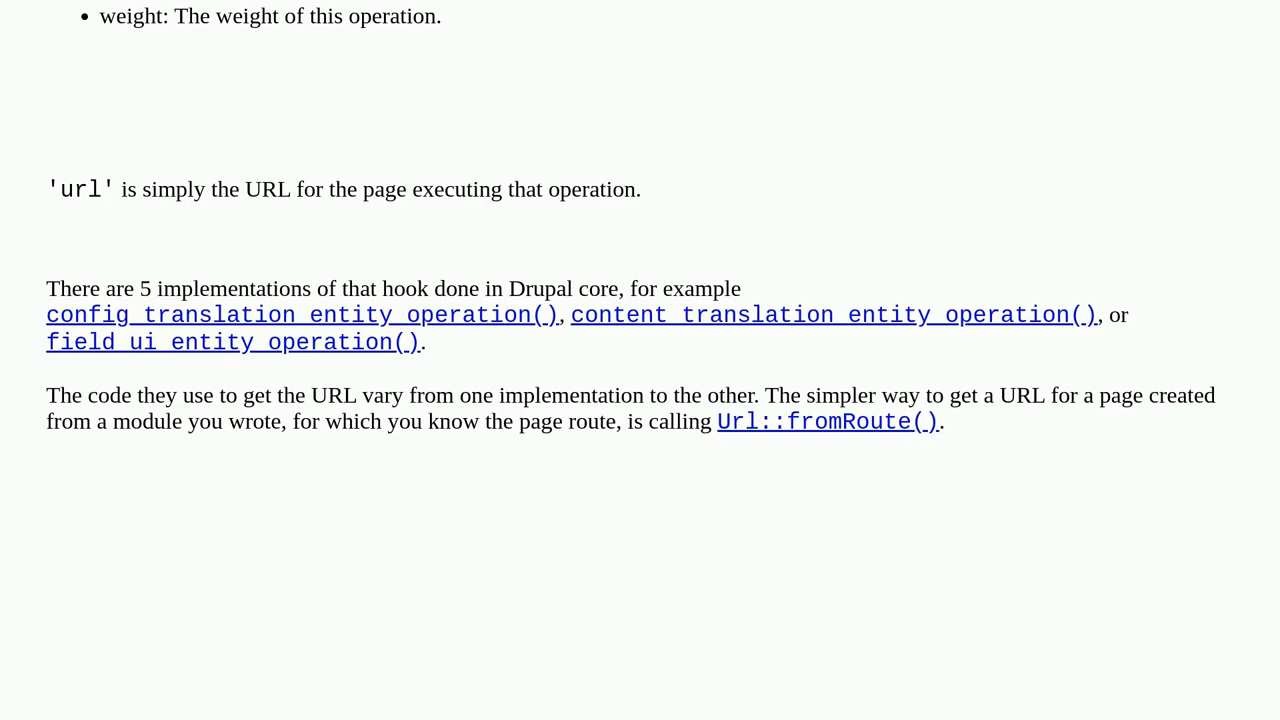 • weight: The weight of this operation.
'url' is simply the URL for the page executing that operation.
There are 5 implementations of that hook done in Drupal core, for example
config_translation_entity_operation(), content_translation_entity_operation(), or
field_ui_entity_operation().
The code they use to get the URL vary from one implementation to the other. The simpler way to get a URL for a page created
from a module you wrote, for which you know the page route, is calling Url::fromRoute().